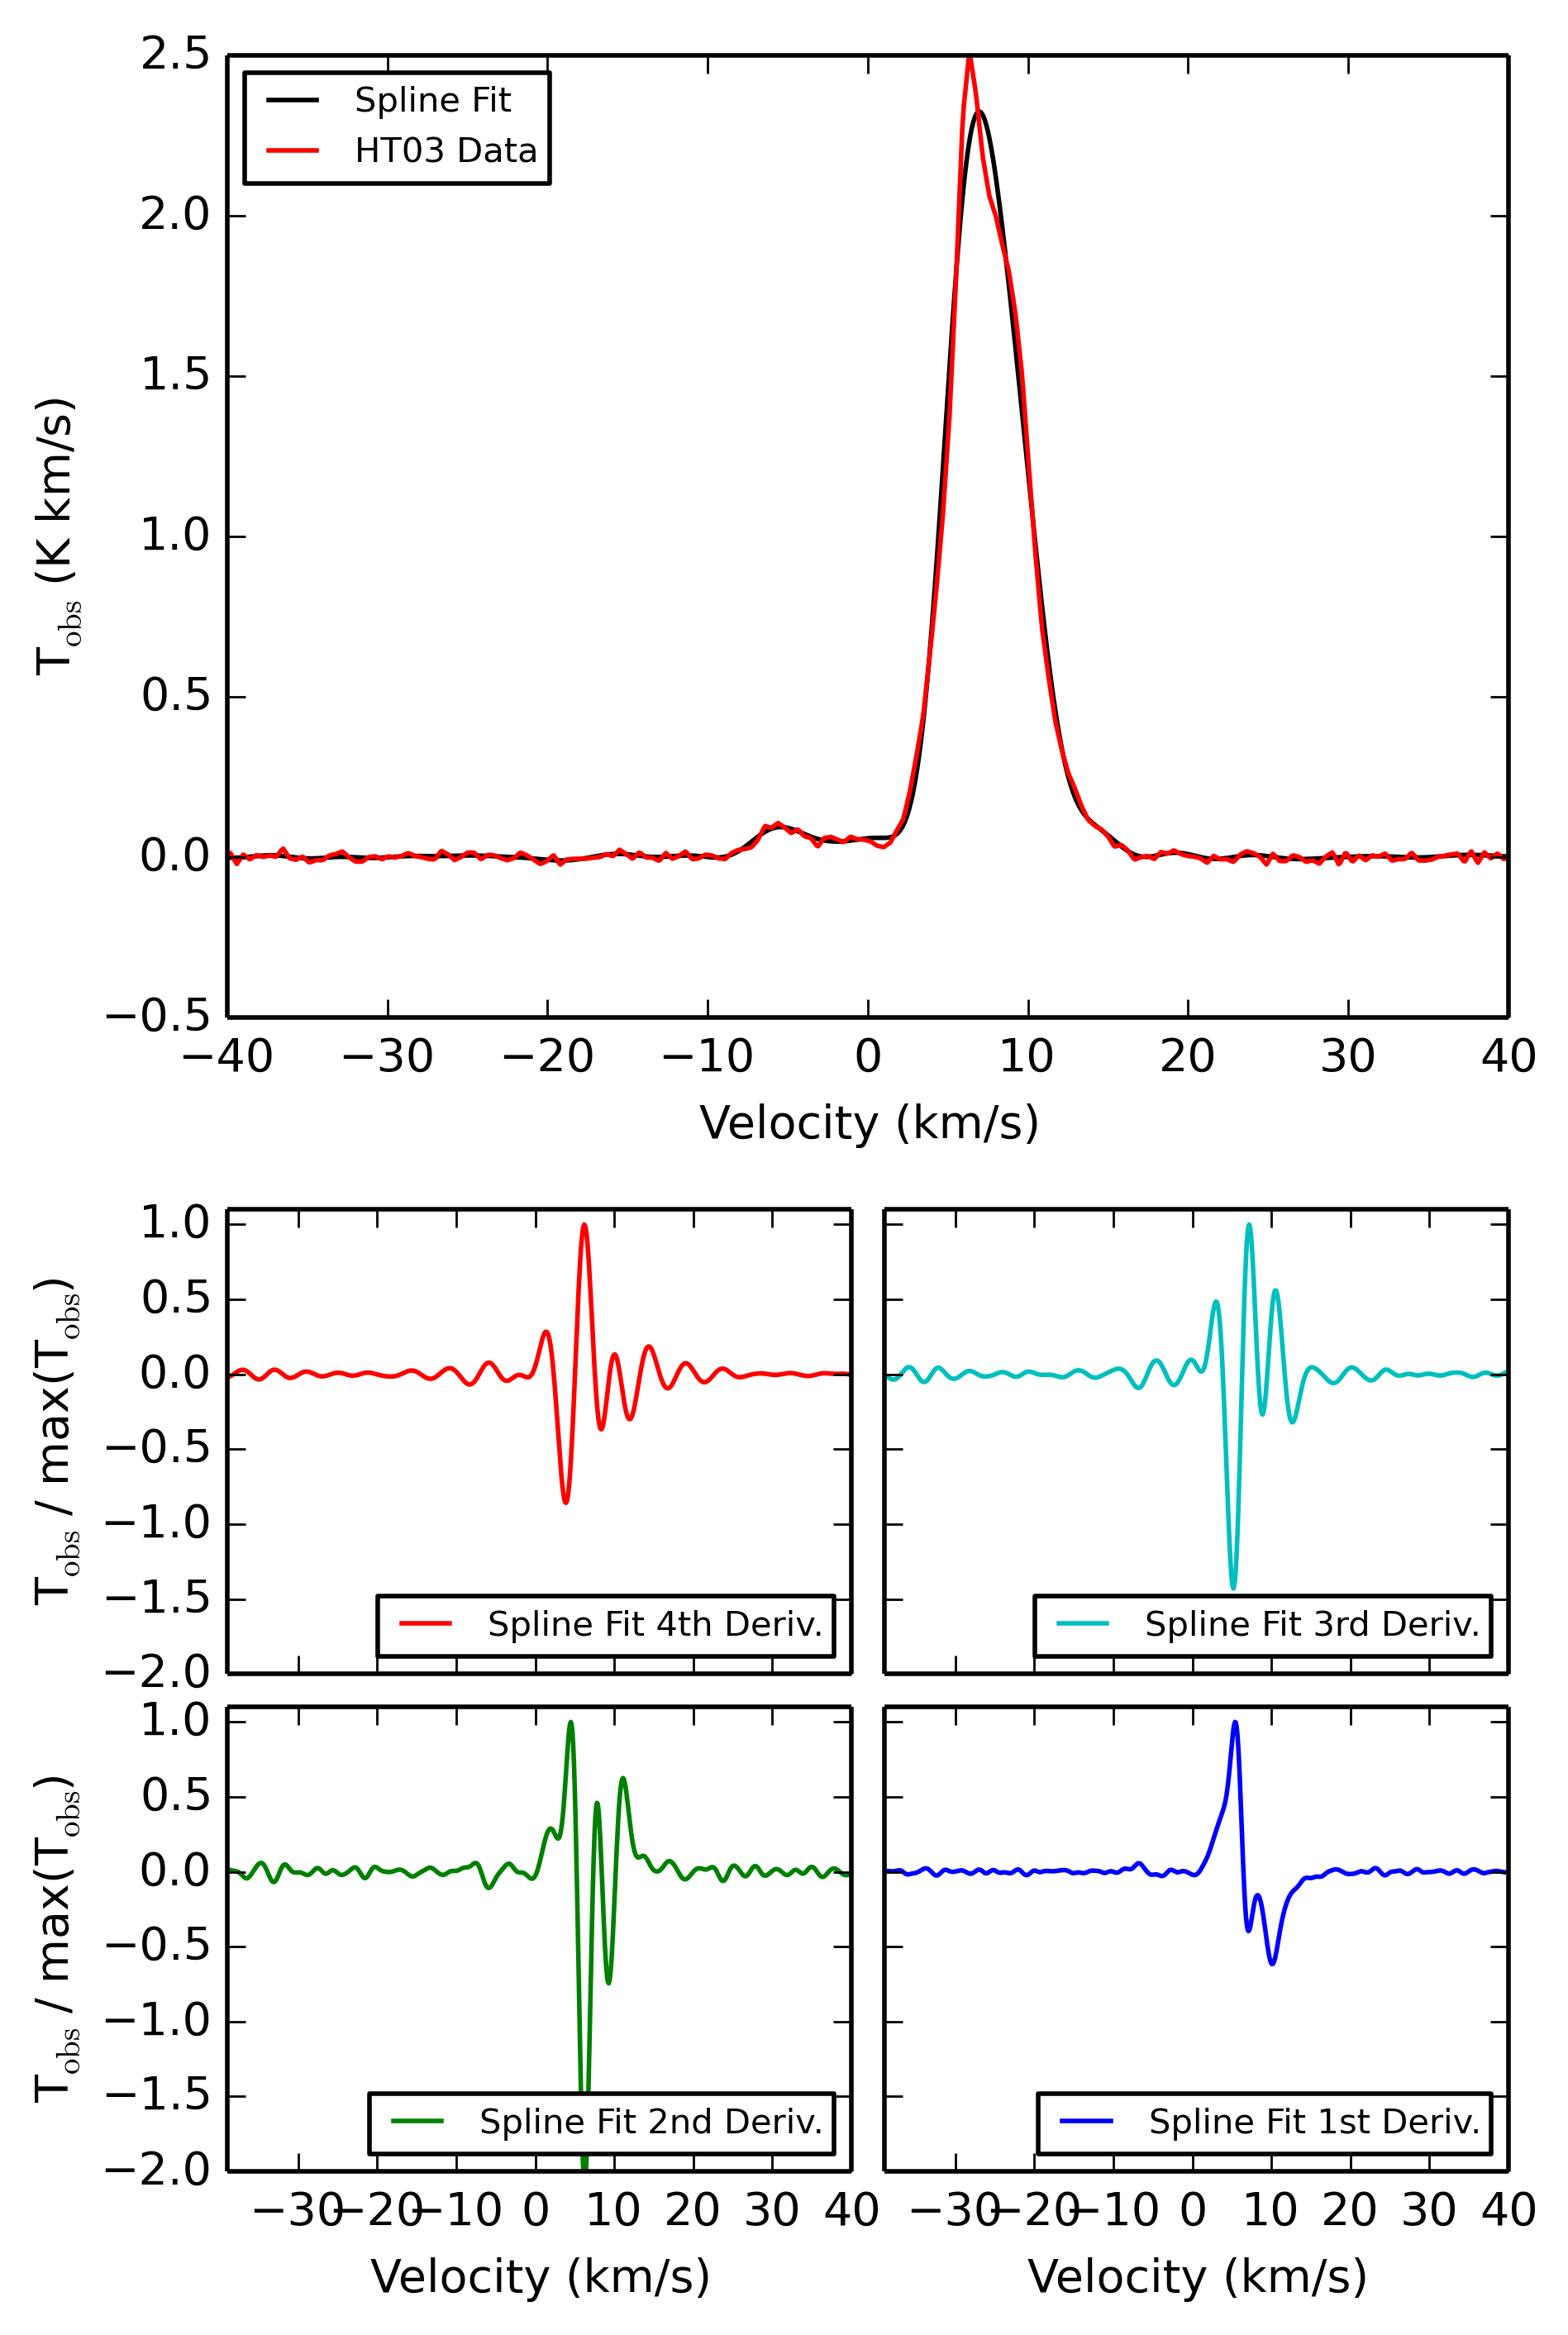 2.5
2.0
1.5
1.0
0.5
0.0
−0.5
T_obs (K km/s)
Spline Fit
HT03 Data
−40 −30 −20 −10 0 10 20 30 40
Velocity (km/s)
1.0
0.5
0.0
−0.5
−1.0
−1.5
−2.0
T_obs / max(T_obs)
Spline Fit 4th Deriv.
Spline Fit 3rd Deriv.
1.0
0.5
0.0
−0.5
−1.0
−1.5
−2.0
T_obs / max(T_obs)
Spline Fit 2nd Deriv.
Spline Fit 1st Deriv.
−30 −20 −10 0 10 20 30 40
−30 −20 −10 0 10 20 30 40
Velocity (km/s)
Velocity (km/s)